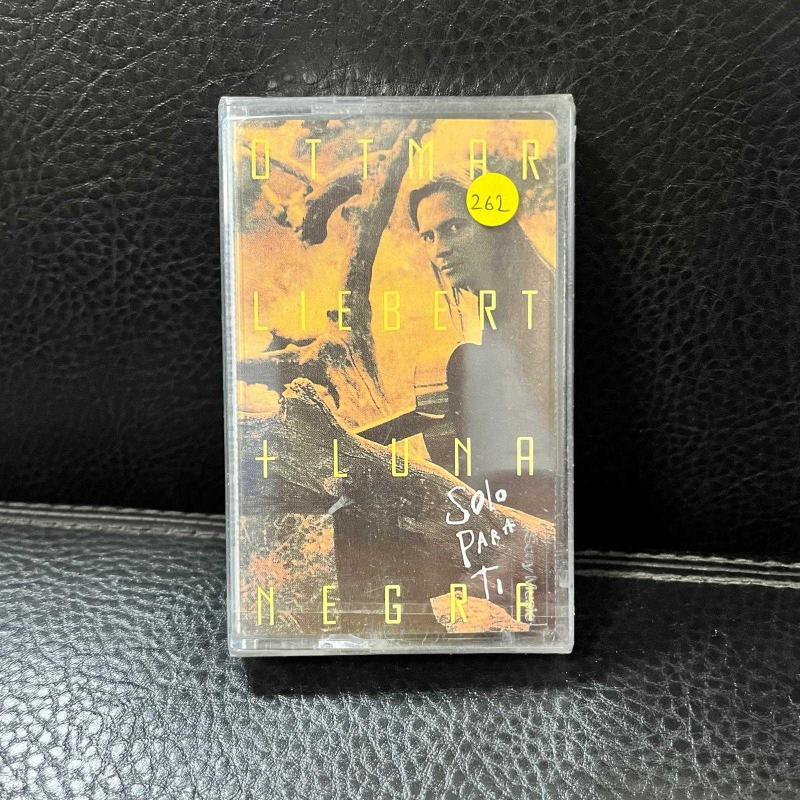 OTTMAR
262
LIEBERT
+ LUNA
Solo
PARA
TI
NEGRA